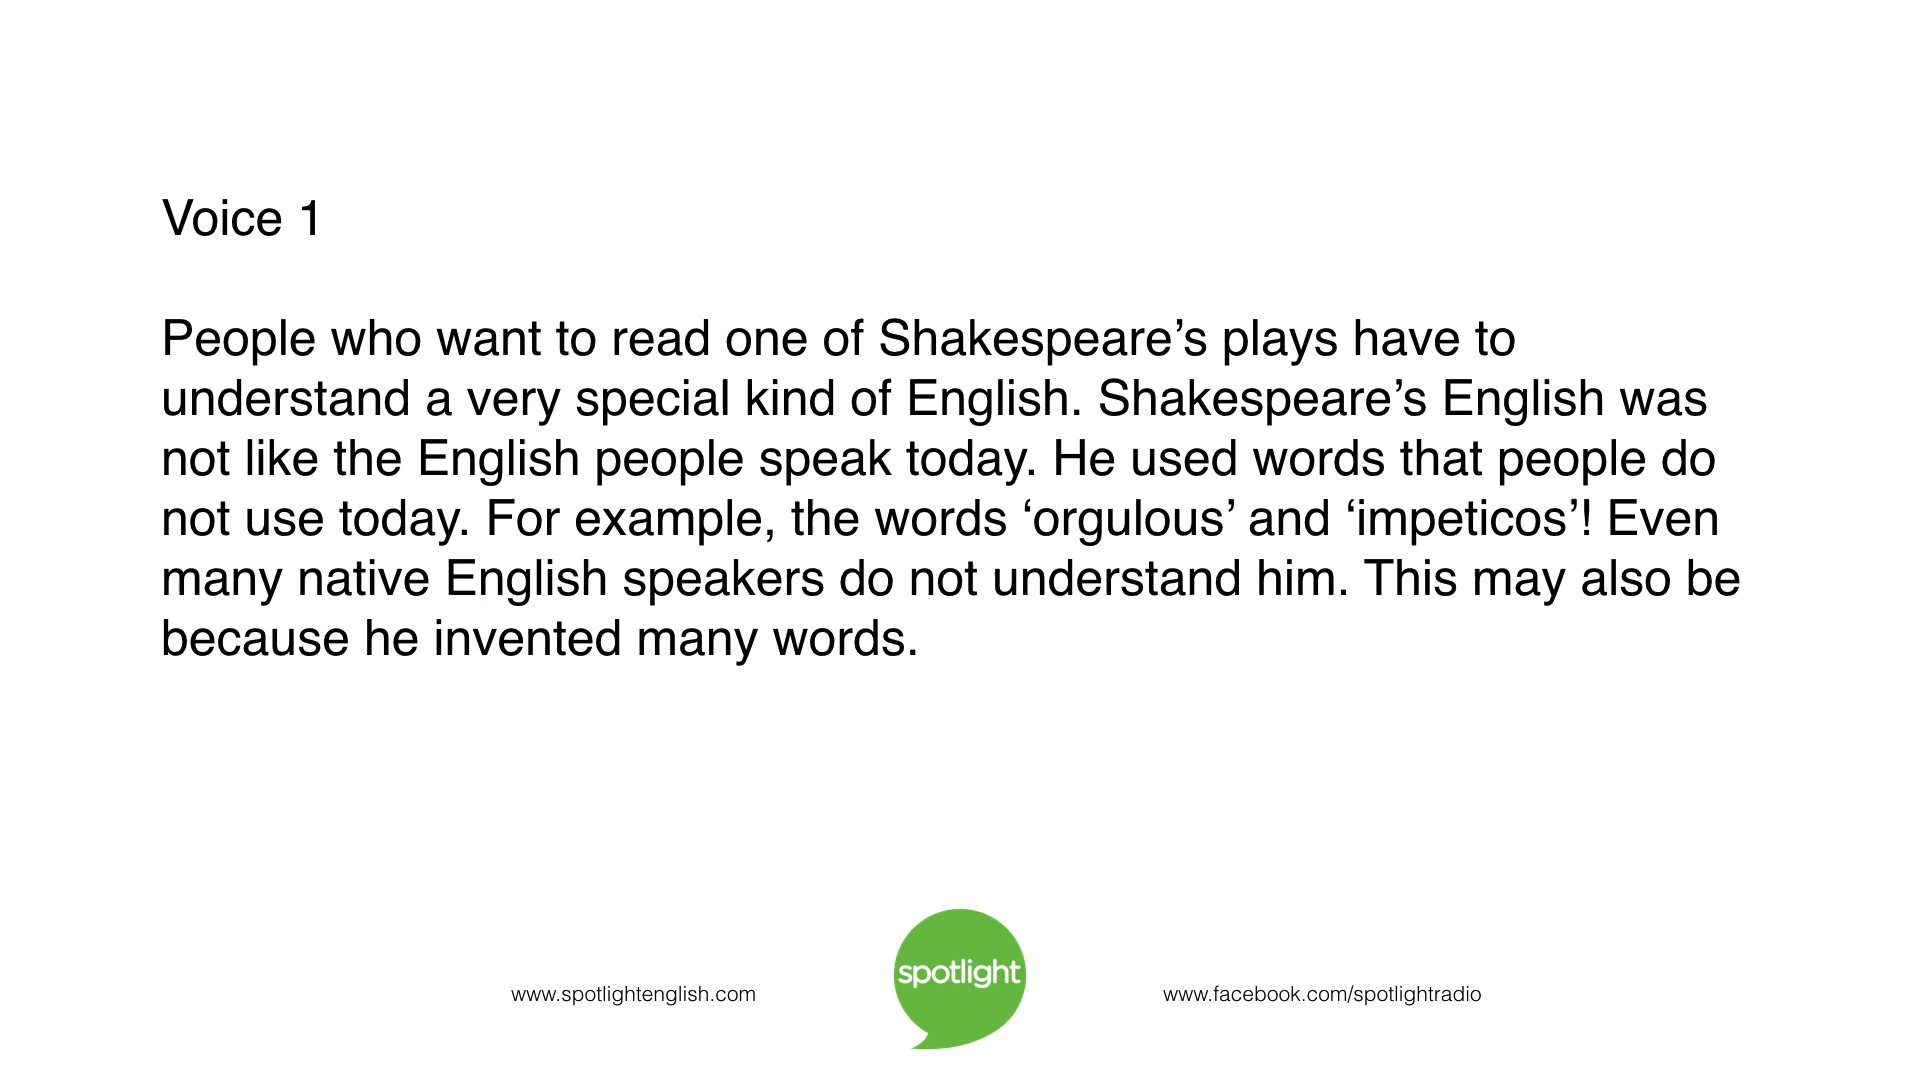 Voice 1
People who want to read one of Shakespeare’s plays have to
understand a very special kind of English. Shakespeare’s English was
not like the English people speak today. He used words that people do
not use today. For example, the words ‘orgulous’ and ‘impeticos’! Even
many native English speakers do not understand him. This may also be
because he invented many words.
spotlight
www.spotlightenglish.com
www.facebook.com/spotlightradio